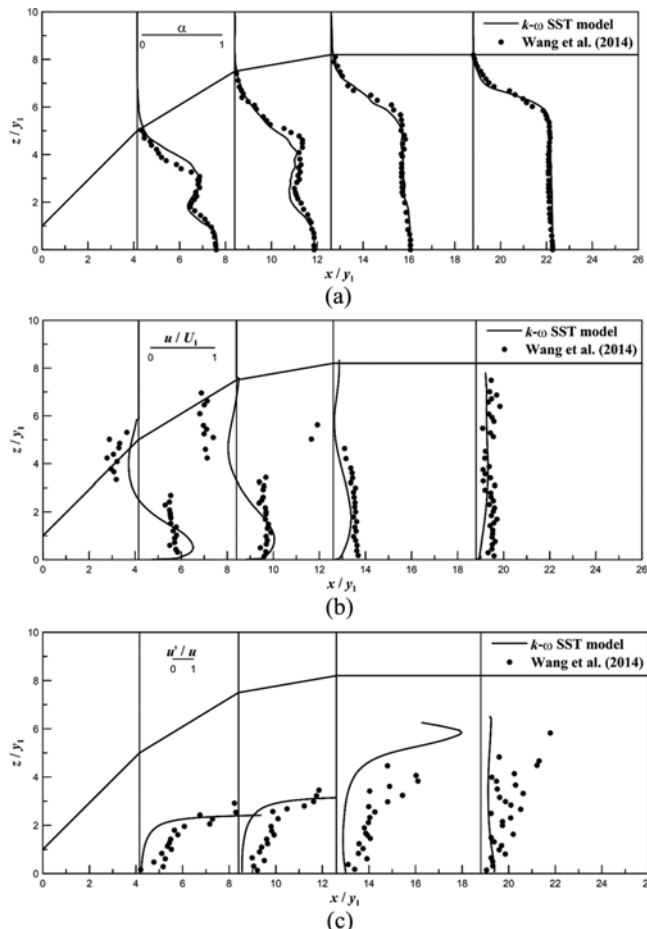 α
0 1
k-ω SST model
Wang et al. (2014)
10
8
6
4
2
0
z / y₁
0 2 4 6 8 10 12 14 16 18 20 22 24 26
x / y₁
(a)
u / U₁
0 1
k-ω SST model
Wang et al. (2014)
10
8
6
4
2
0
z / y₁
0 2 4 6 8 10 12 14 16 18 20 22 24 26
x / y₁
(b)
u' / u
0 1
k-ω SST model
Wang et al. (2014)
10
8
6
4
2
0
z / y₁
0 2 4 6 8 10 12 14 16 18 20 22 24 26
x / y₁
(c)